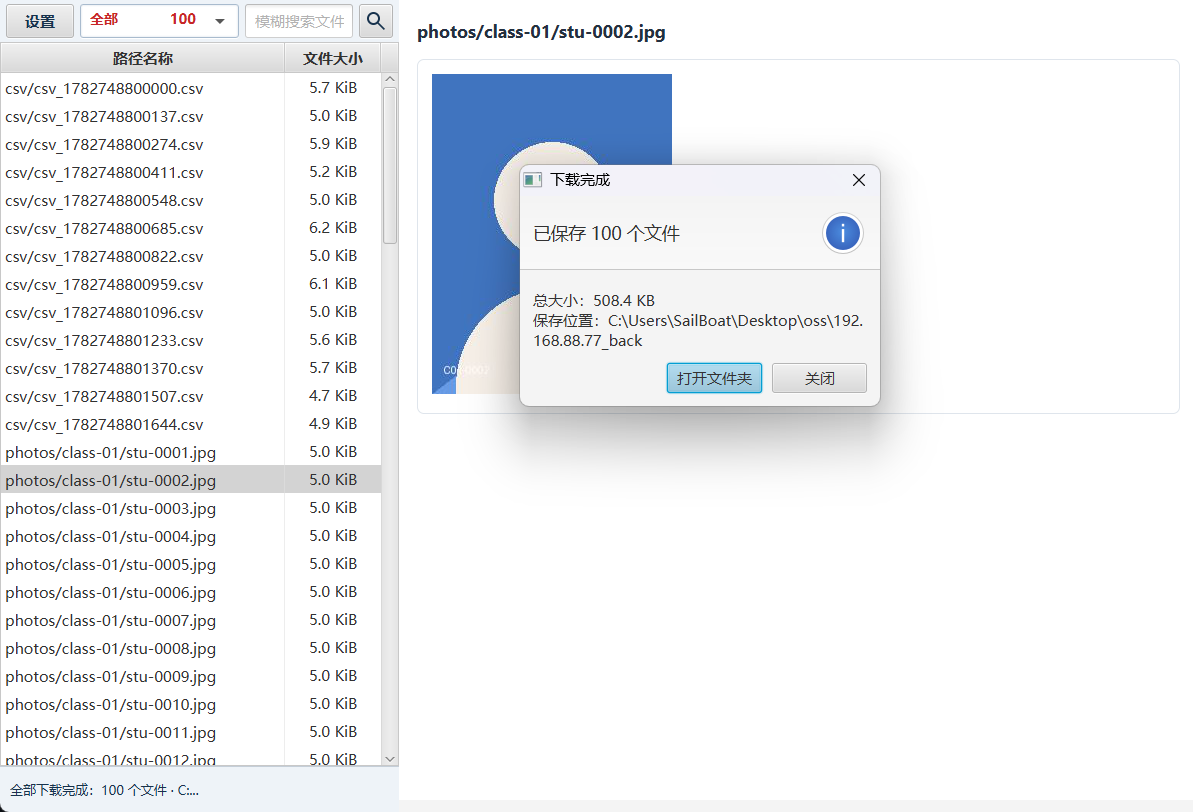 设置
全部 100
模糊搜索文件
路径名称 文件大小
csv/csv_1782748800000.csv 5.7 KiB
csv/csv_1782748800137.csv 5.0 KiB
csv/csv_1782748800274.csv 5.9 KiB
csv/csv_1782748800411.csv 5.2 KiB
csv/csv_1782748800548.csv 5.0 KiB
csv/csv_1782748800685.csv 6.2 KiB
csv/csv_1782748800822.csv 5.0 KiB
csv/csv_1782748800959.csv 6.1 KiB
csv/csv_1782748801096.csv 5.0 KiB
csv/csv_1782748801233.csv 5.6 KiB
csv/csv_1782748801370.csv 5.7 KiB
csv/csv_1782748801507.csv 4.7 KiB
csv/csv_1782748801644.csv 4.9 KiB
photos/class-01/stu-0001.jpg 5.0 KiB
photos/class-01/stu-0002.jpg 5.0 KiB
photos/class-01/stu-0003.jpg 5.0 KiB
photos/class-01/stu-0004.jpg 5.0 KiB
photos/class-01/stu-0005.jpg 5.0 KiB
photos/class-01/stu-0006.jpg 5.0 KiB
photos/class-01/stu-0007.jpg 5.0 KiB
photos/class-01/stu-0008.jpg 5.0 KiB
photos/class-01/stu-0009.jpg 5.0 KiB
photos/class-01/stu-0010.jpg 5.0 KiB
photos/class-01/stu-0011.jpg 5.0 KiB
photos/class-01/stu-0012.jpg 5.0 KiB
全部下载完成：100 个文件 · C:...
photos/class-01/stu-0002.jpg
下载完成
已保存 100 个文件
总大小：508.4 KB
保存位置：C:\Users\SailBoat\Desktop\oss\192.
168.88.77_back
打开文件夹 关闭